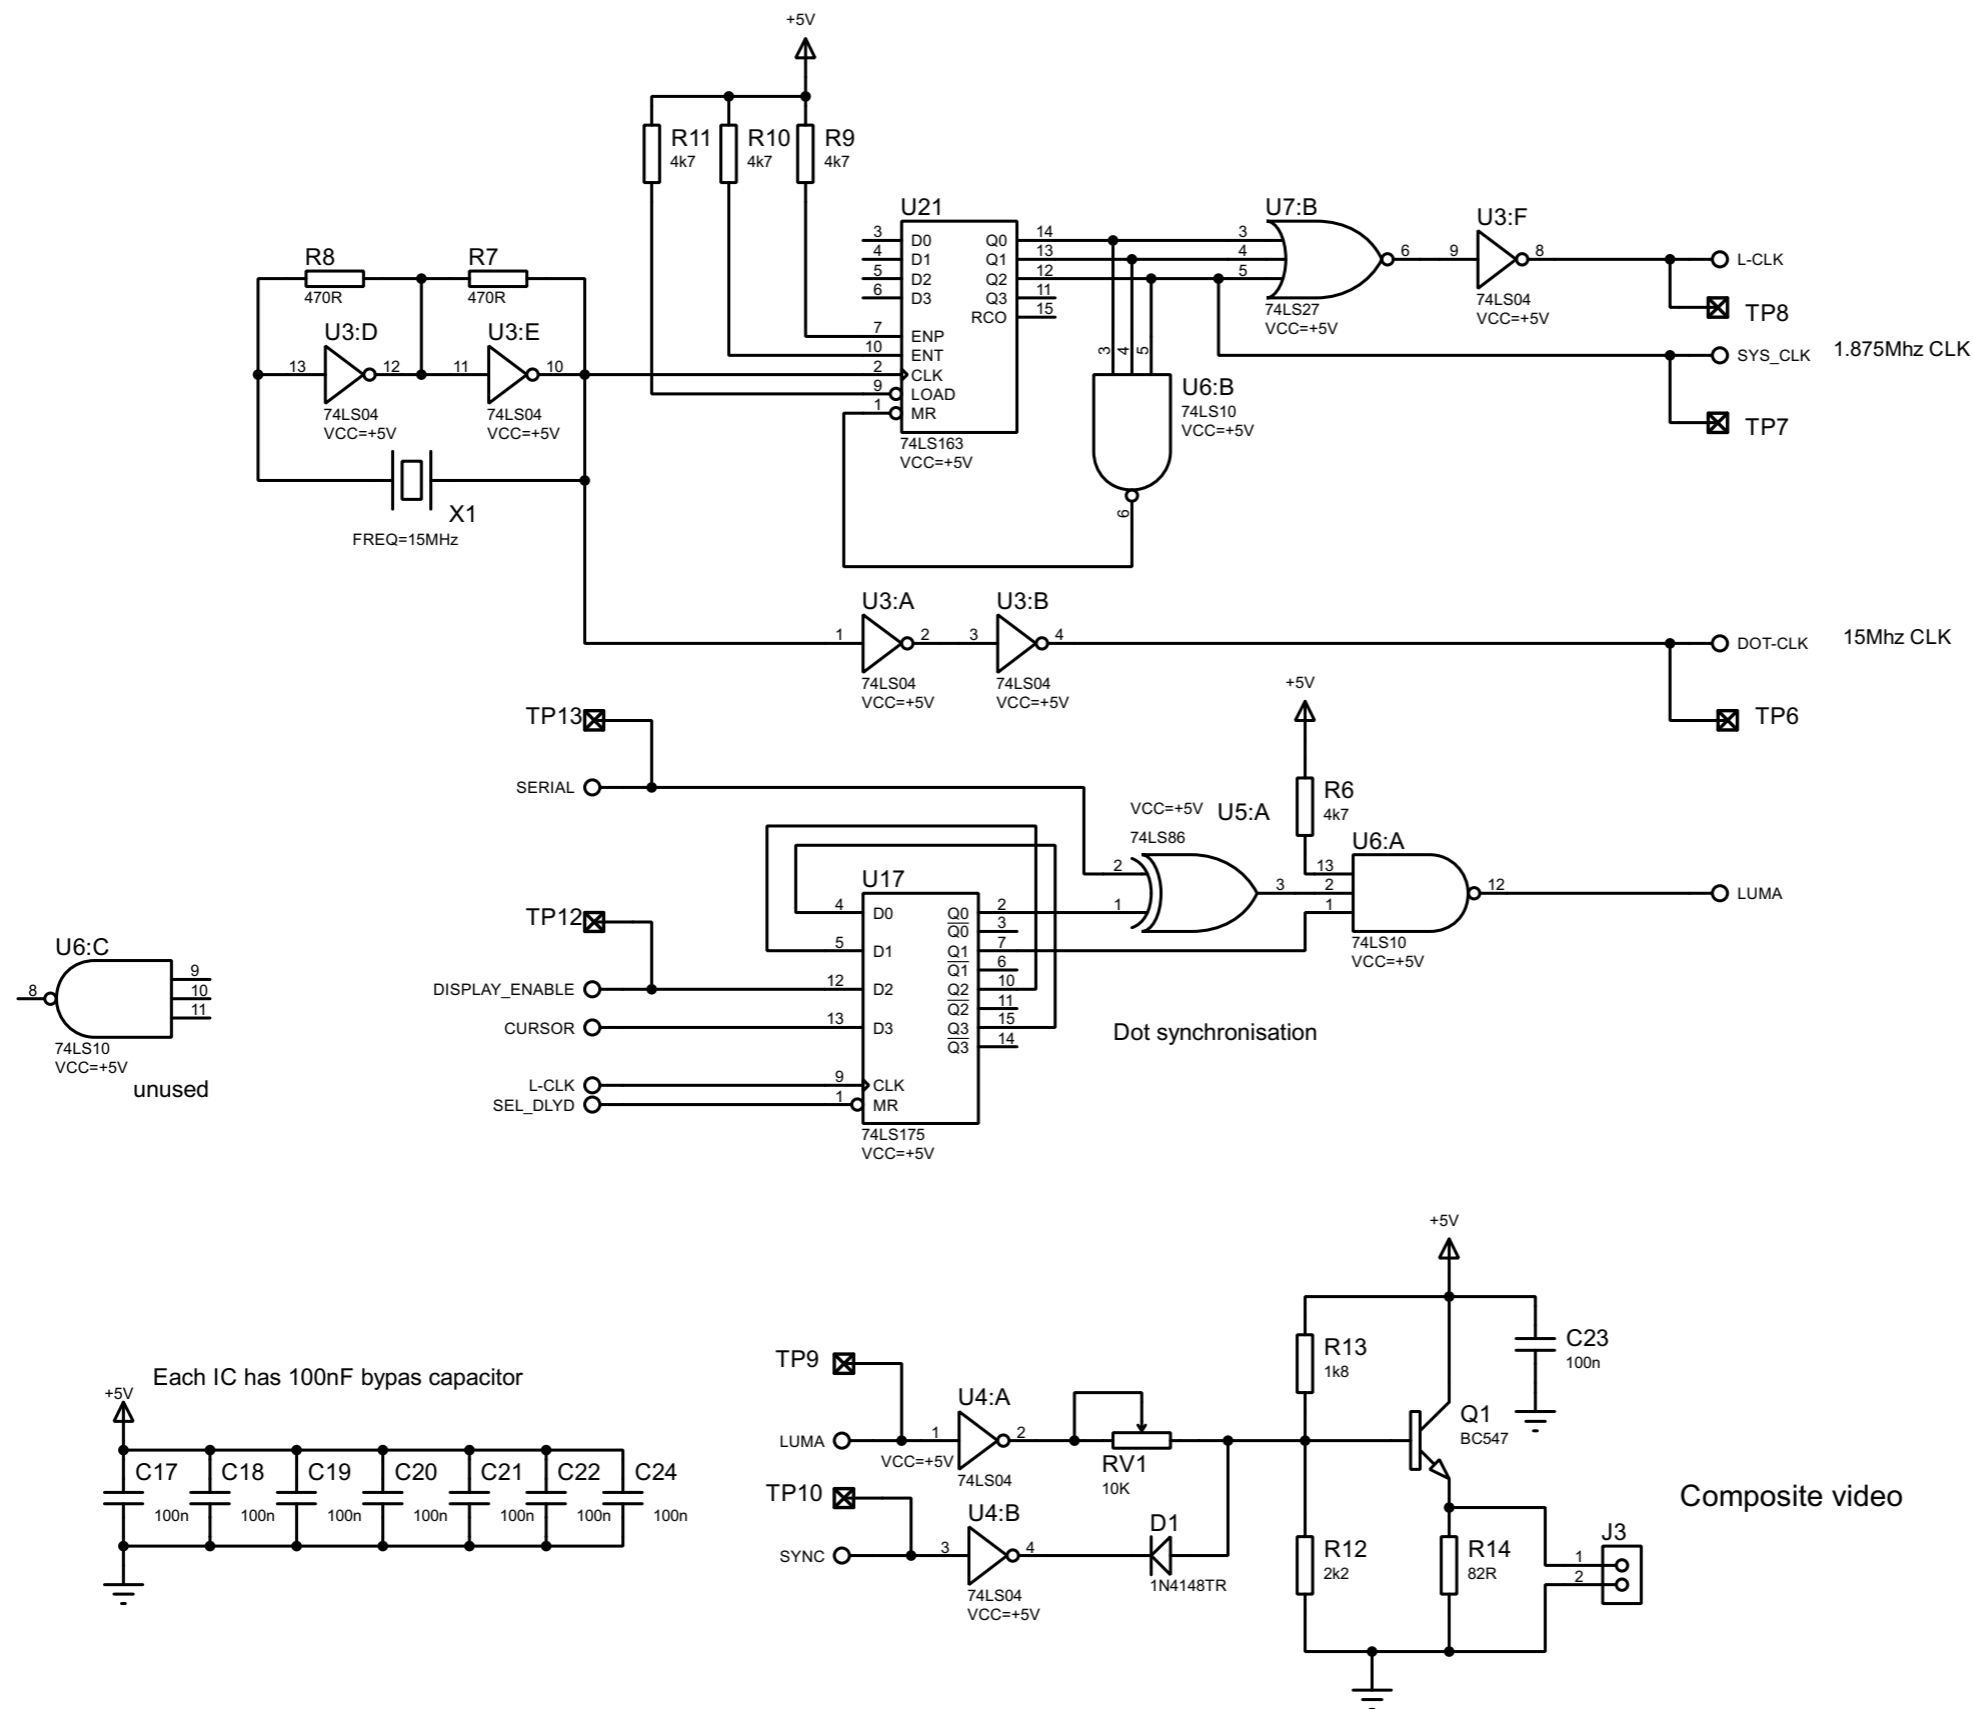 +5V
R11
4k7
R10
4k7
R9
4k7
U21
3 D0 Q0 14
4 D1 Q1 13
5 D2 Q2 12
6 D3 Q3 11
RCO 15
7 ENP
10 ENT
2 CLK
9 LOAD
1 MR
74LS163
VCC=+5V
U7:B
3
4
5
6
74LS27
VCC=+5V
U3:F
9 8
74LS04
VCC=+5V
L-CLK
TP8
SYS_CLK 1.875Mhz CLK
TP7
R8
470R
R7
470R
U3:D
13 12
74LS04
VCC=+5V
U3:E
11 10
74LS04
VCC=+5V
X1
FREQ=15MHz
3 4 5
U6:B
74LS10
VCC=+5V
6
U3:A
1 2
74LS04
VCC=+5V
U3:B
3 4
74LS04
VCC=+5V
DOT-CLK 15Mhz CLK
TP6
TP13
SERIAL
+5V
R6
4k7
VCC=+5V U5:A
74LS86
2
1
3
U6:A
13
2
1
12
74LS10
VCC=+5V
LUMA
U17
4 D0 Q0 2
Q0 3
5 D1 Q1 7
Q1 6
12 D2 Q2 10
Q2 11
13 D3 Q3 15
Q3 14
9 CLK
1 MR
74LS175
VCC=+5V
TP12
DISPLAY_ENABLE
CURSOR
L-CLK
SEL_DLYD
Dot synchronisation
U6:C
8
9
10
11
74LS10
VCC=+5V
unused
Each IC has 100nF bypas capacitor
+5V
C17
100n
C18
100n
C19
100n
C20
100n
C21
100n
C22
100n
C24
100n
TP9
LUMA
U4:A
1 2
VCC=+5V
74LS04
RV1
10K
TP10
SYNC
U4:B
3 4
74LS04
VCC=+5V
D1
1N4148TR
+5V
R13
1k8
C23
100n
Q1
BC547
R12
2k2
R14
82R
Composite video
J3
1
2